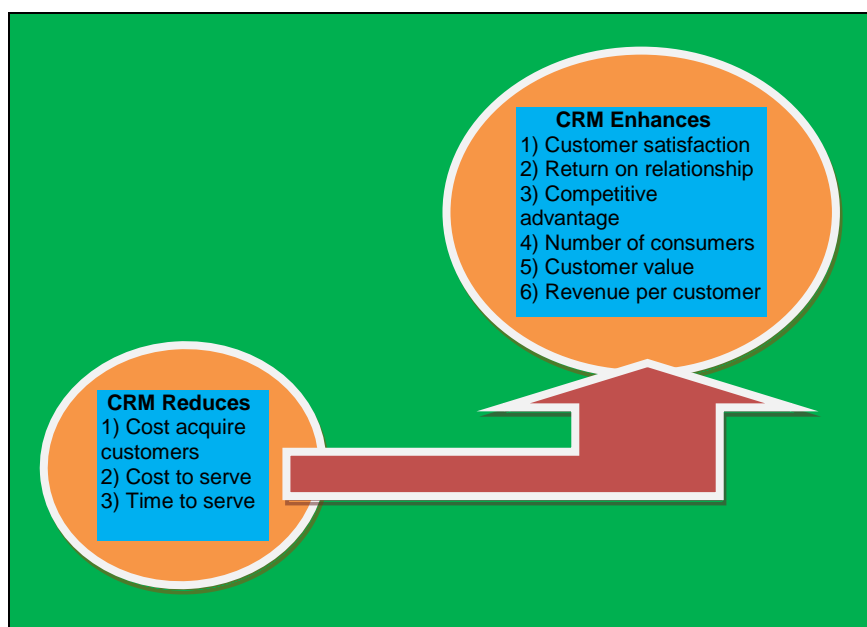 CRM Enhances
1) Customer satisfaction
2) Return on relationship
3) Competitive
advantage
4) Number of consumers
5) Customer value
6) Revenue per customer
CRM Reduces
1) Cost acquire
customers
2) Cost to serve
3) Time to serve